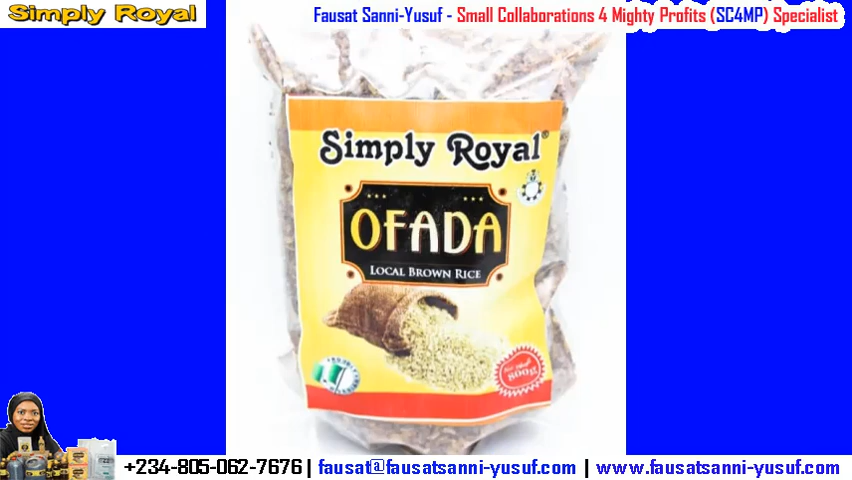 Simply Royal
Fausat Sanni-Yusuf - Small Collaborations 4 Mighty Profits (SC4MP) Specialist
Simply Royal®
OFADA
LOCAL BROWN RICE
800g
+234-805-062-7676 | fausat@fausatsanni-yusuf.com | www.fausatsanni-yusuf.com